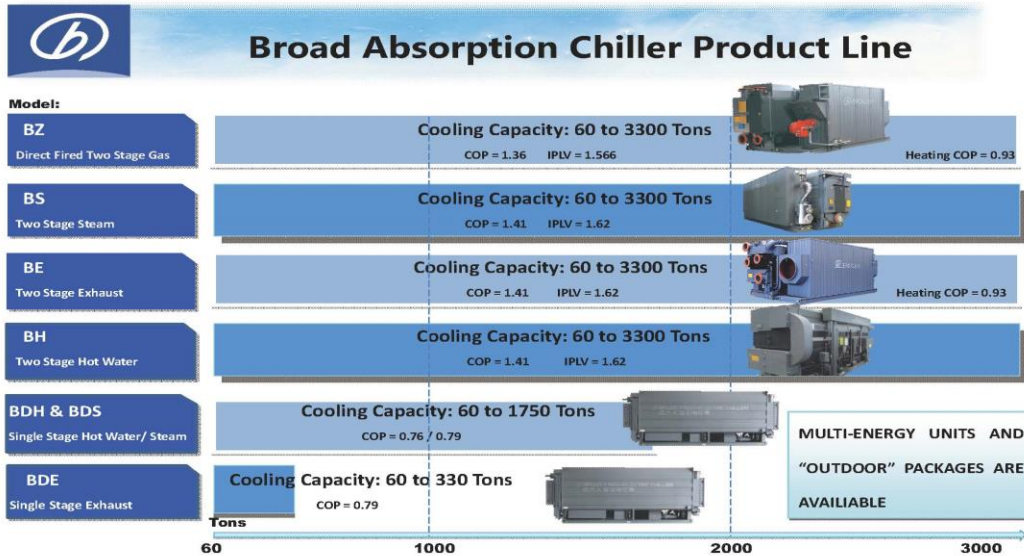 Broad Absorption Chiller Product Line
Model:
BZ
Direct Fired Two Stage Gas
Cooling Capacity: 60 to 3300 Tons
COP = 1.36 IPLV = 1.566
Heating COP = 0.93
BS
Two Stage Steam
Cooling Capacity: 60 to 3300 Tons
COP = 1.41 IPLV = 1.62
BE
Two Stage Exhaust
Cooling Capacity: 60 to 3300 Tons
COP = 1.41 IPLV = 1.62
Heating COP = 0.93
BH
Two Stage Hot Water
Cooling Capacity: 60 to 3300 Tons
COP = 1.41 IPLV = 1.62
BDH & BDS
Single Stage Hot Water/ Steam
Cooling Capacity: 60 to 1750 Tons
COP = 0.76 / 0.79
BDE
Single Stage Exhaust
Cooling Capacity: 60 to 330 Tons
COP = 0.79
MULTI-ENERGY UNITS AND
“OUTDOOR” PACKAGES ARE
AVAILIABLE
Tons
60 1000 2000 3000